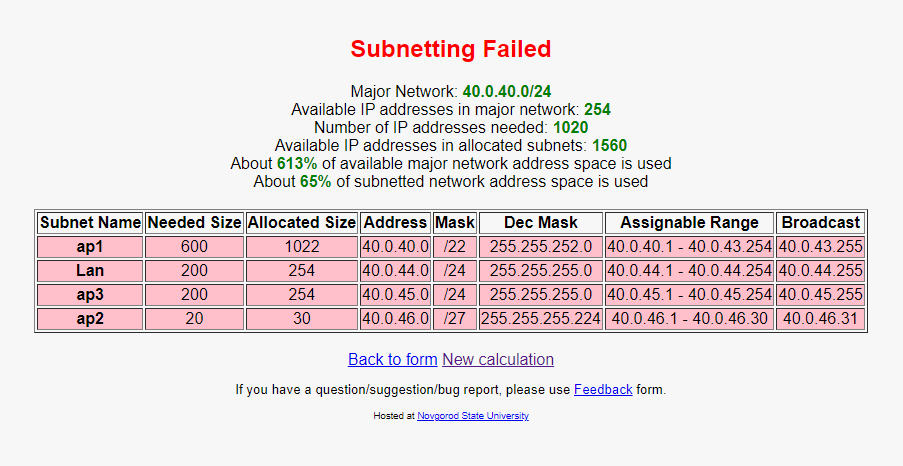 Subnetting Failed
Major Network: 40.0.40.0/24
Available IP addresses in major network: 254
Number of IP addresses needed: 1020
Available IP addresses in allocated subnets: 1560
About 613% of available major network address space is used
About 65% of subnetted network address space is used
Subnet Name Needed Size Allocated Size Address Mask Dec Mask Assignable Range Broadcast
ap1 600 1022 40.0.40.0 /22 255.255.252.0 40.0.40.1 - 40.0.43.254 40.0.43.255
Lan 200 254 40.0.44.0 /24 255.255.255.0 40.0.44.1 - 40.0.44.254 40.0.44.255
ap3 200 254 40.0.45.0 /24 255.255.255.0 40.0.45.1 - 40.0.45.254 40.0.45.255
ap2 20 30 40.0.46.0 /27 255.255.255.224 40.0.46.1 - 40.0.46.30 40.0.46.31
Back to form New calculation
If you have a question/suggestion/bug report, please use Feedback form.
Hosted at Novgorod State University